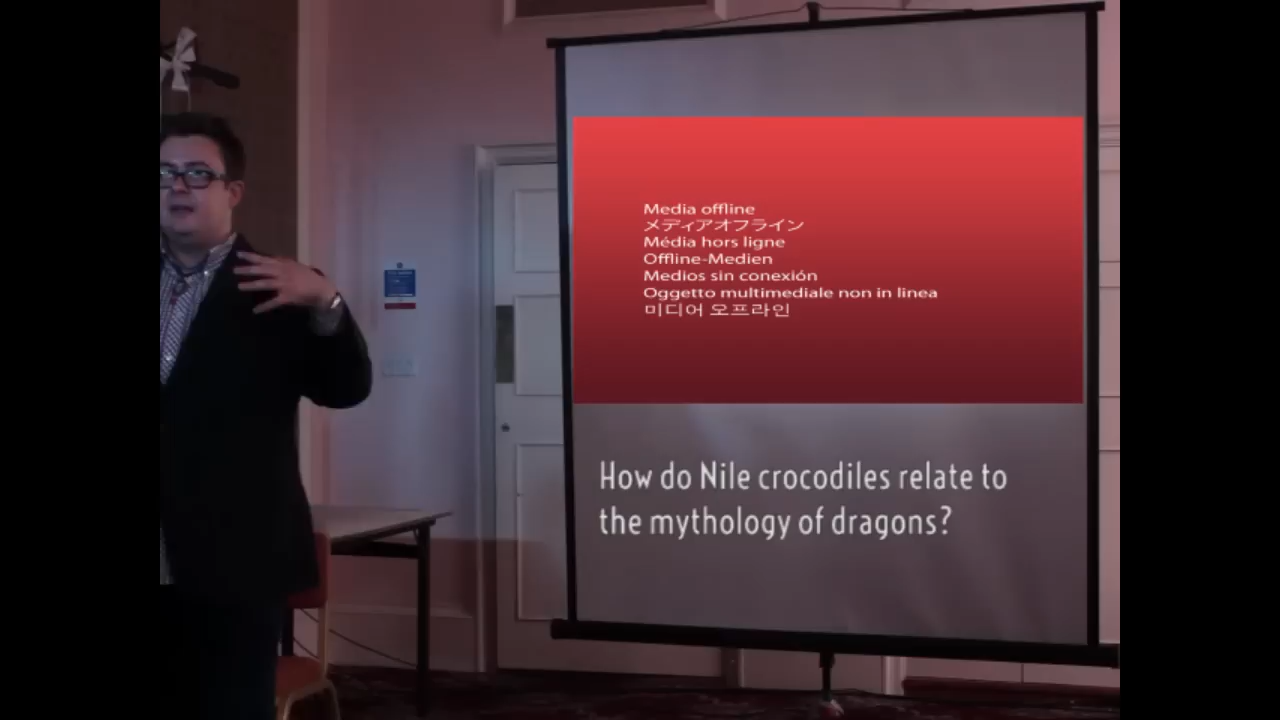 Media offline
メディアオフライン
Média hors ligne
Offline-Medien
Medios sin conexión
Oggetto multimediale non in linea
미디어 오프라인
How do Nile crocodiles relate to
the mythology of dragons?